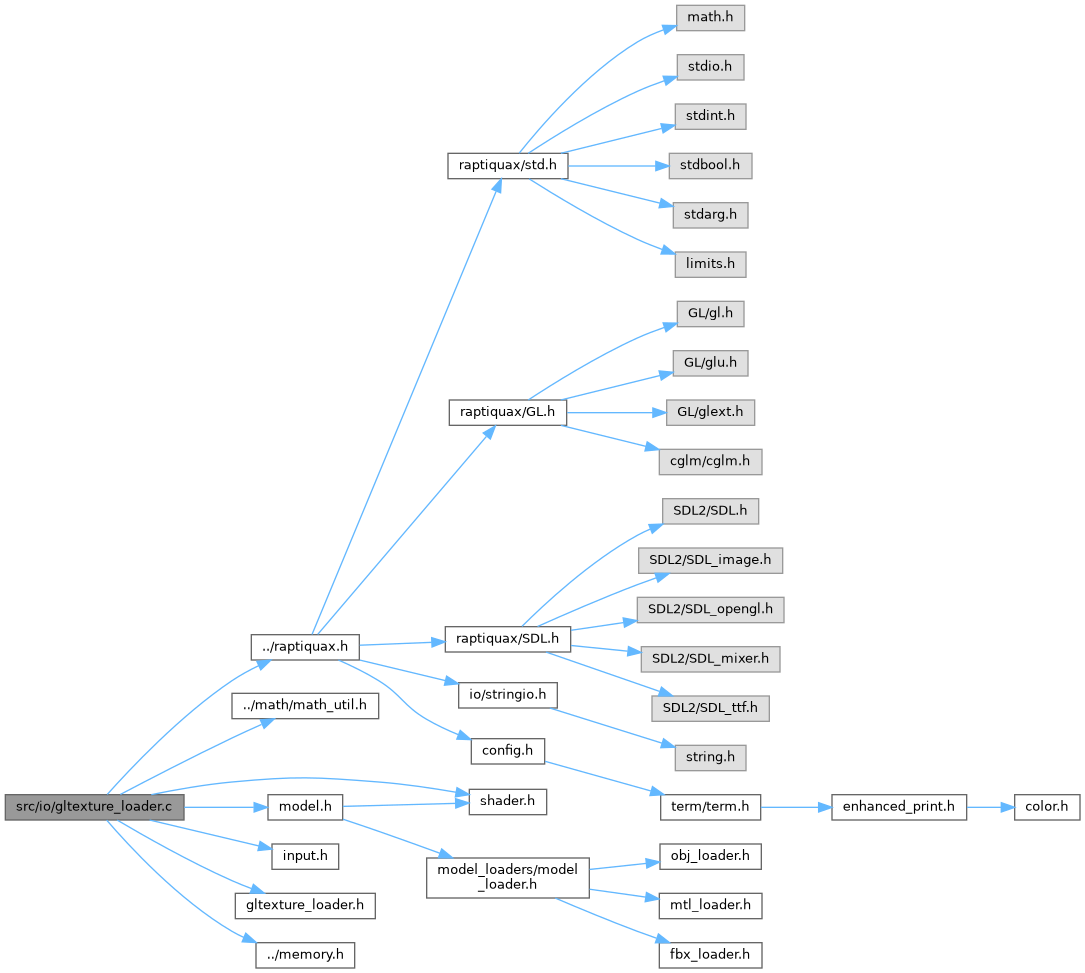 math.h
stdio.h
stdint.h
raptiquax/std.h
stdbool.h
stdarg.h
limits.h
GL/gl.h
GL/glu.h
raptiquax/GL.h
GL/glext.h
cglm/cglm.h
SDL2/SDL.h
SDL2/SDL_image.h
SDL2/SDL_opengl.h
raptiquax/SDL.h
../raptiquax.h
SDL2/SDL_mixer.h
io/stringio.h
../math/math_util.h
SDL2/SDL_ttf.h
config.h
string.h
src/io/gltexture_loader.c
model.h
shader.h
term/term.h
enhanced_print.h
color.h
input.h
obj_loader.h
model_loaders/model
_loader.h
gltexture_loader.h
mtl_loader.h
../memory.h
fbx_loader.h